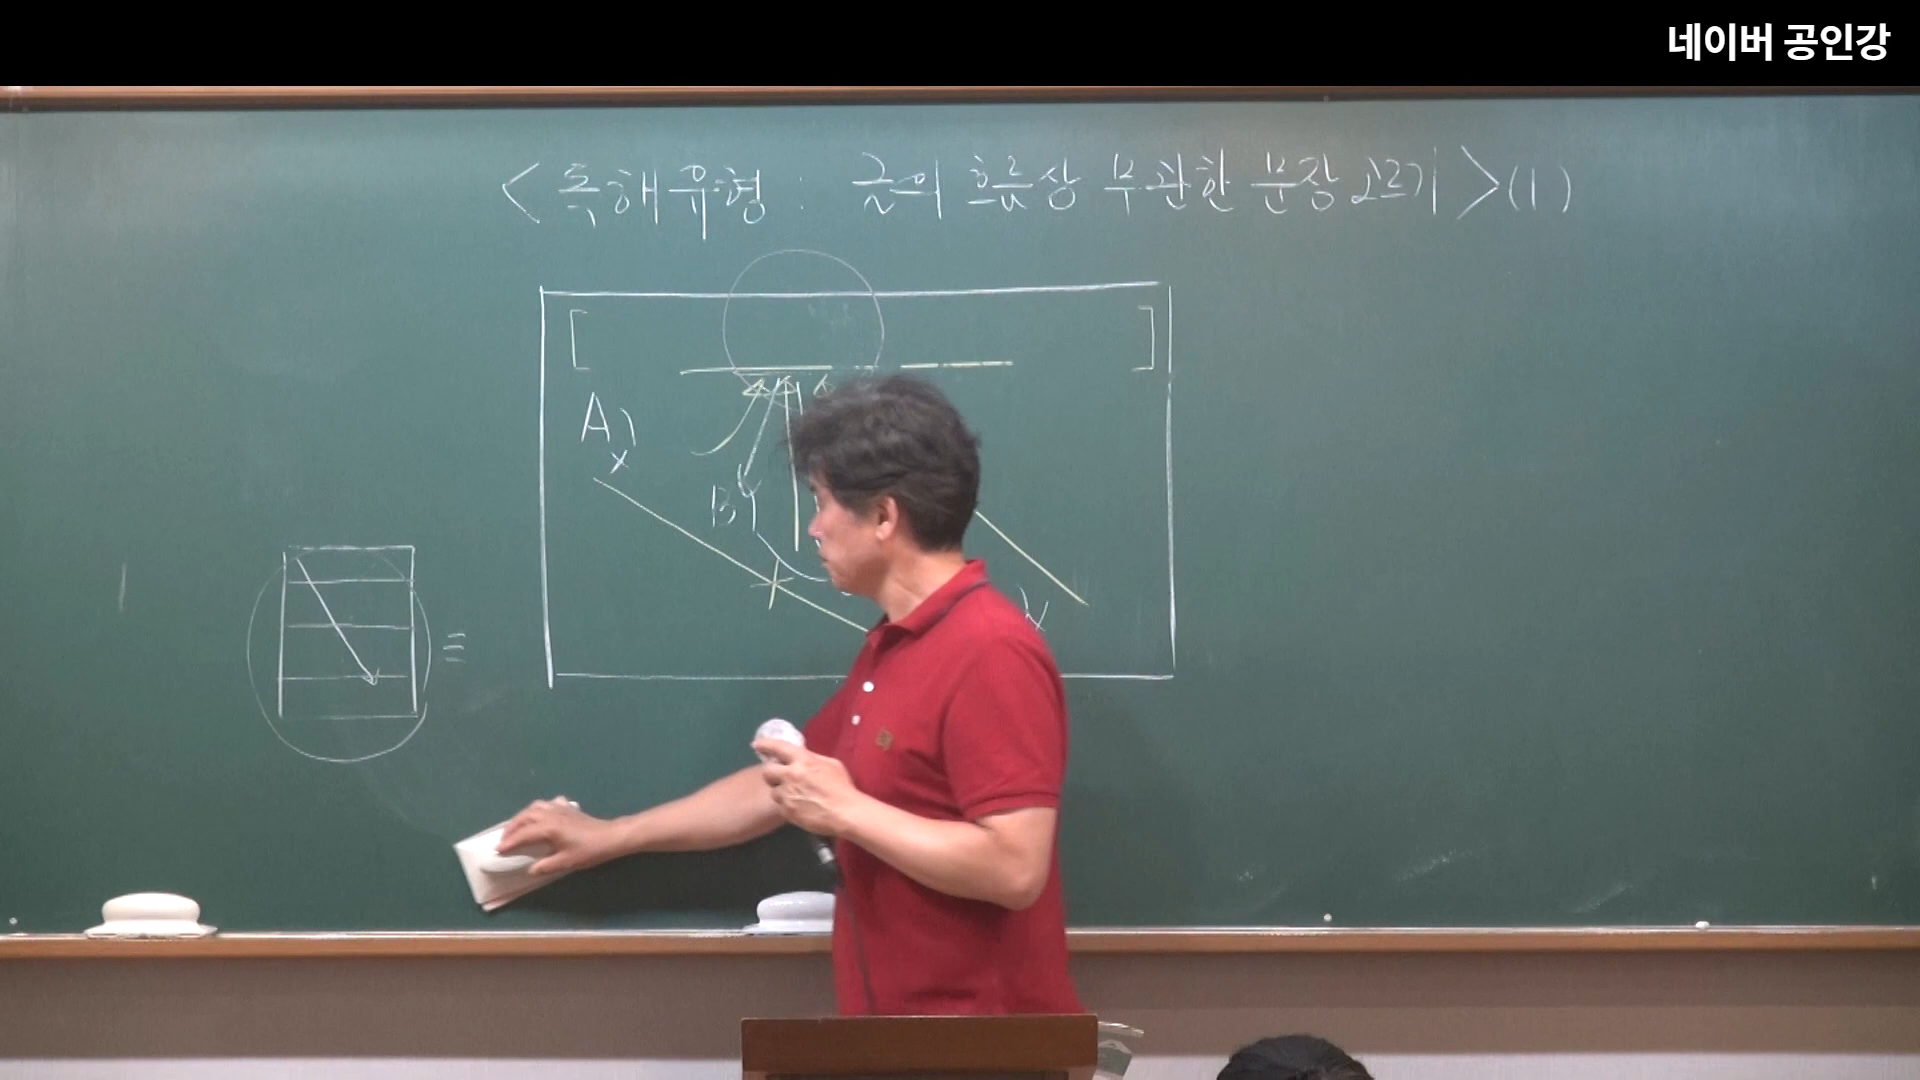 네이버 공인강
<독해유형 : 글의 흐름상 무관한 문장 고르기>(1)
A)
B)